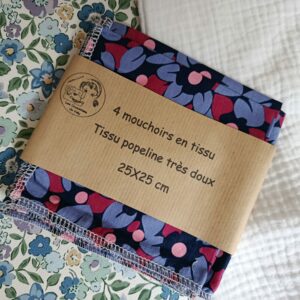 4 mouchoirs en tissu
Tissu popeline très doux
25X25 cm